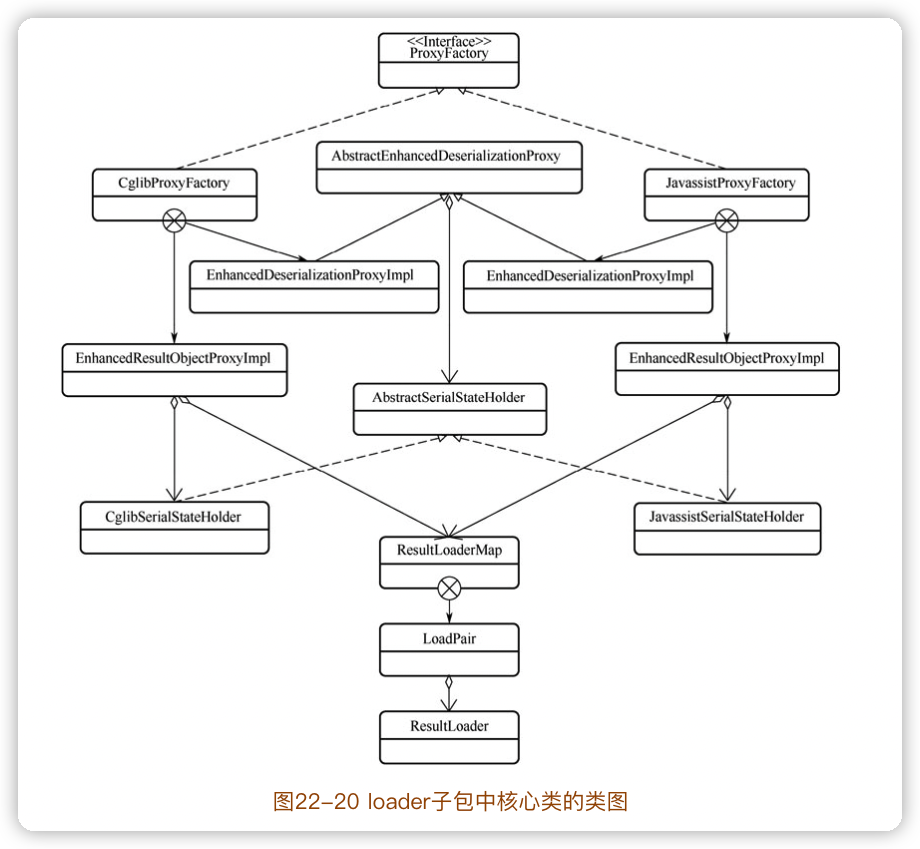 <<Interface>>
ProxyFactory
AbstractEnhancedDeserializationProxy
CglibProxyFactory
JavassistProxyFactory
EnhancedDeserializationProxyImpl
EnhancedDeserializationProxyImpl
EnhancedResultObjectProxyImpl
EnhancedResultObjectProxyImpl
AbstractSerialStateHolder
CglibSerialStateHolder
JavassistSerialStateHolder
ResultLoaderMap
LoadPair
ResultLoader
图22-20 loader子包中核心类的类图